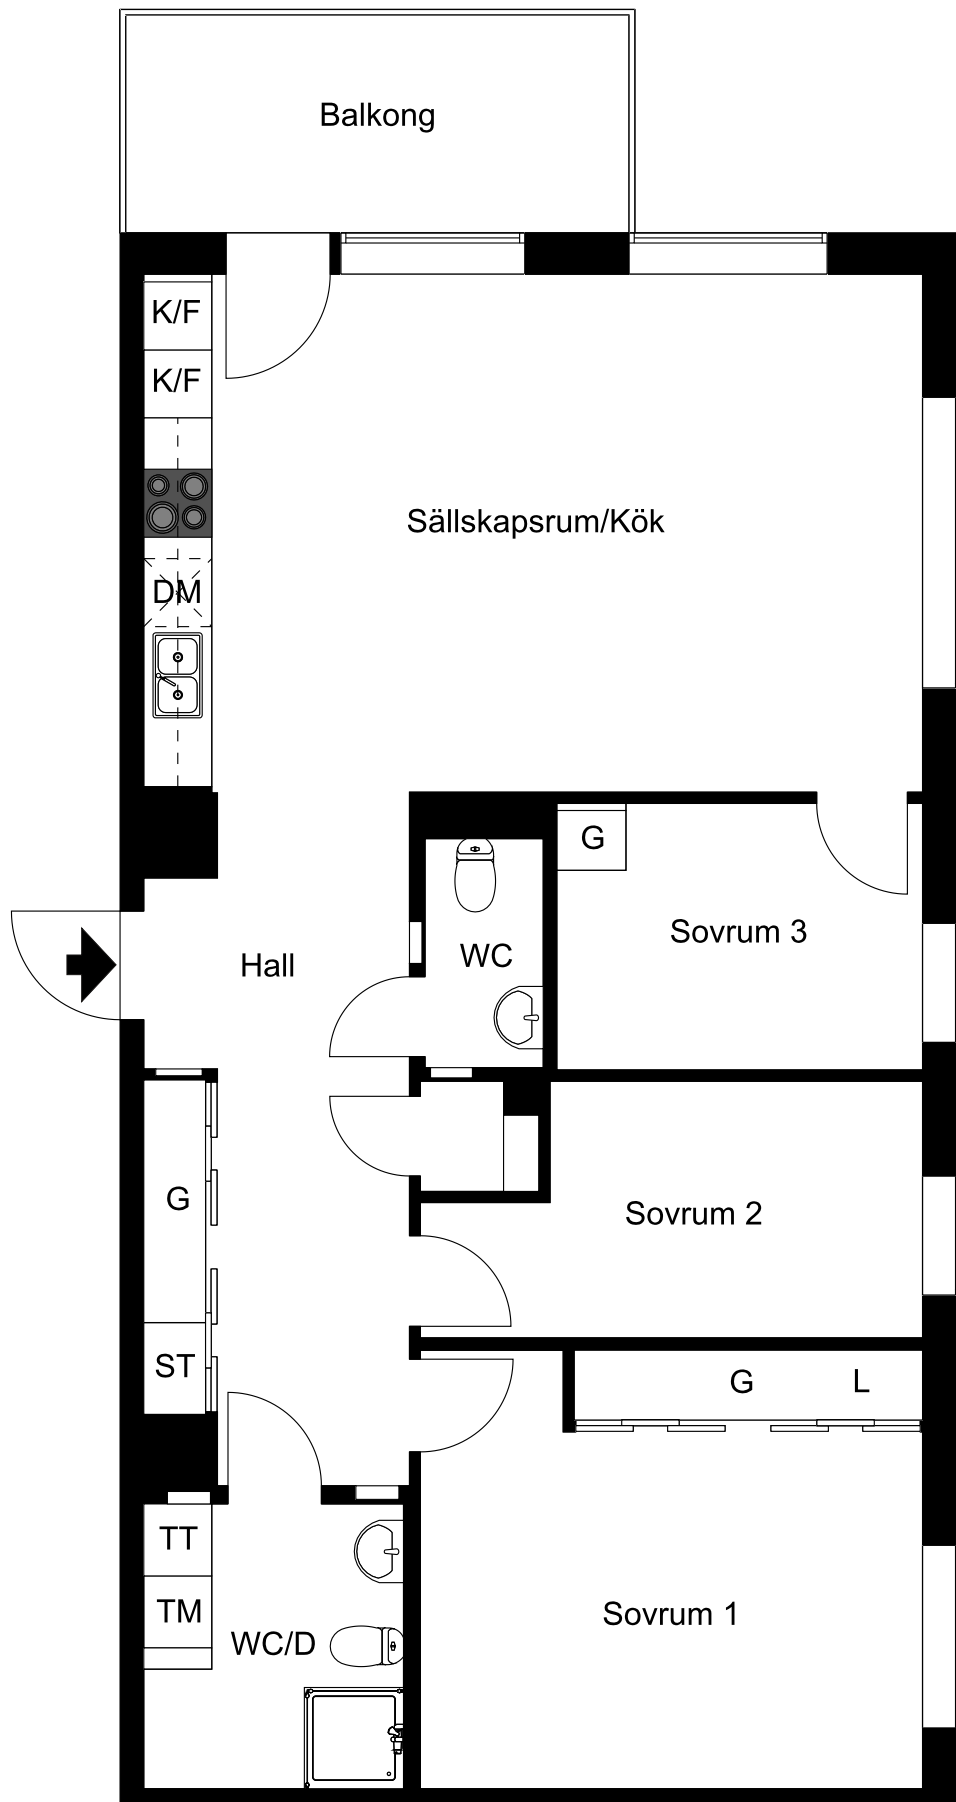 Balkong
K/F
K/F
Sällskapsrum/Kök
DM
G
Sovrum 3
WC
Hall
G
Sovrum 2
ST
G
L
TT
TM
Sovrum 1
WC/D